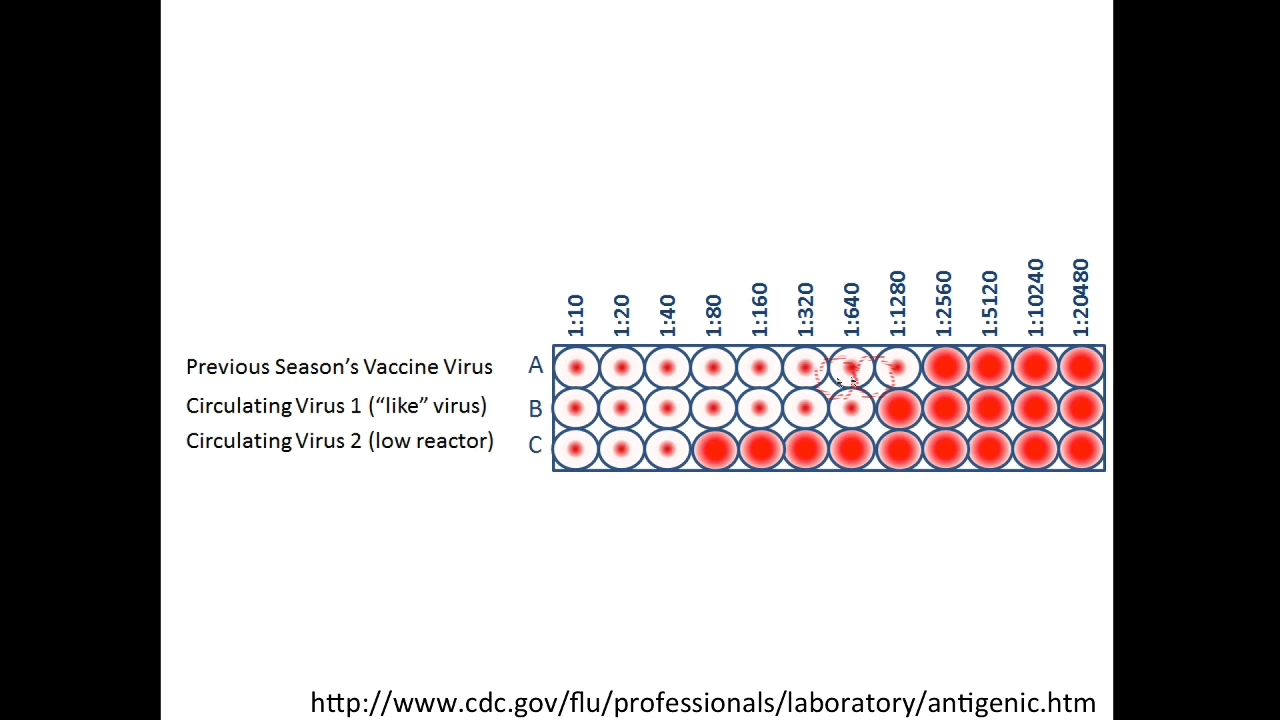 1:10 1:20 1:40 1:80 1:160 1:320 1:640 1:1280 1:2560 1:5120 1:10240 1:20480
Previous Season's Vaccine Virus A
Circulating Virus 1 (“like” virus) B
Circulating Virus 2 (low reactor) C
http://www.cdc.gov/flu/professionals/laboratory/antigenic.htm